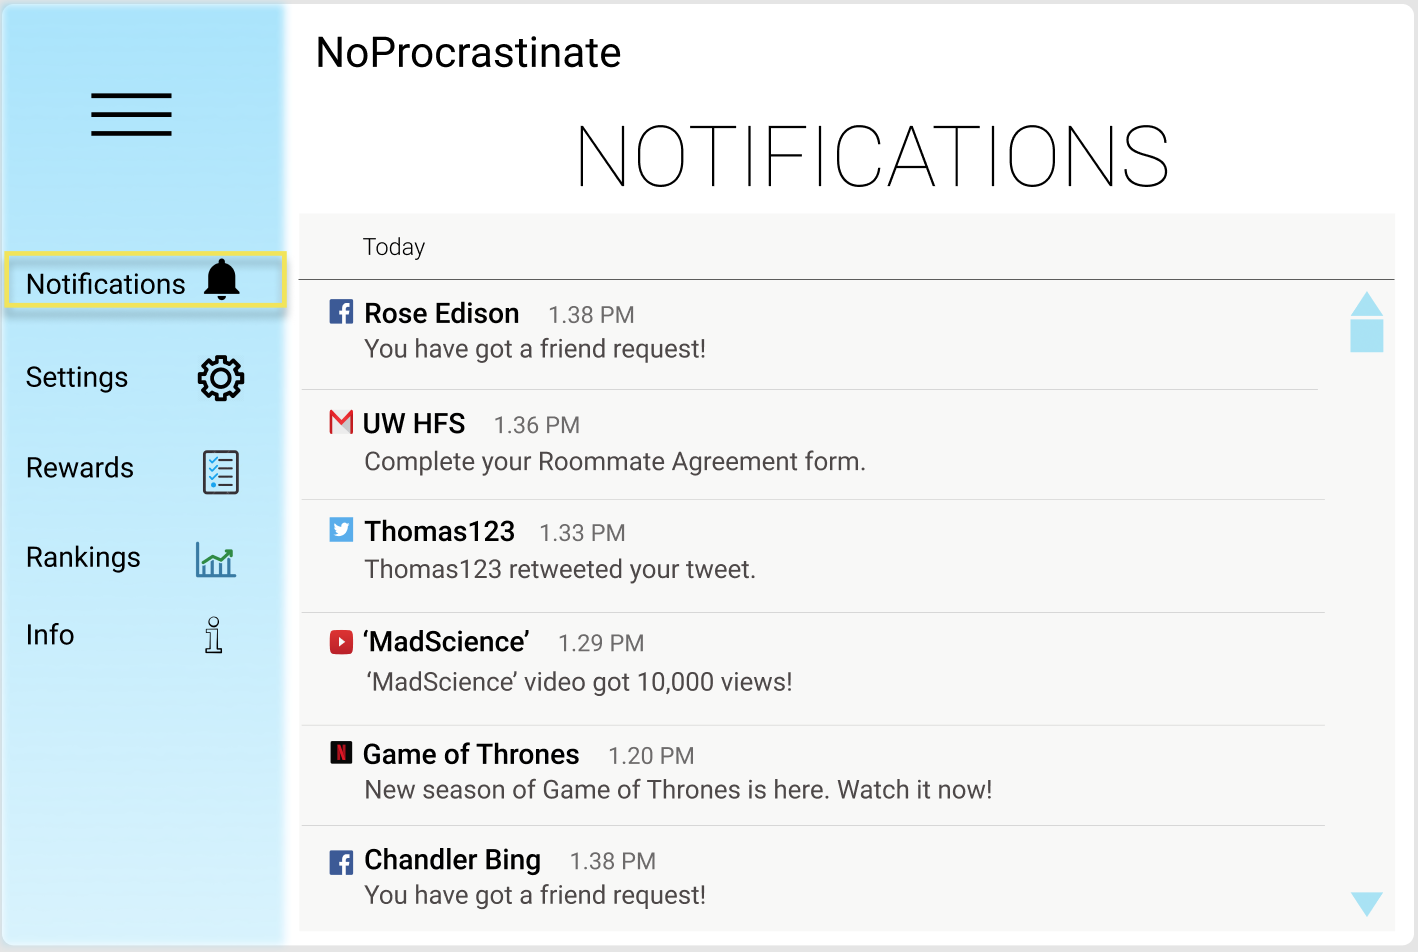 NoProcrastinate
NOTIFICATIONS
Notifications
Settings
Rewards
Rankings
Info
Today
Rose Edison 1.38 PM
You have got a friend request!
UW HFS 1.36 PM
Complete your Roommate Agreement form.
Thomas123 1.33 PM
Thomas123 retweeted your tweet.
‘MadScience’ 1.29 PM
‘MadScience’ video got 10,000 views!
N Game of Thrones 1.20 PM
New season of Game of Thrones is here. Watch it now!
Chandler Bing 1.38 PM
You have got a friend request!